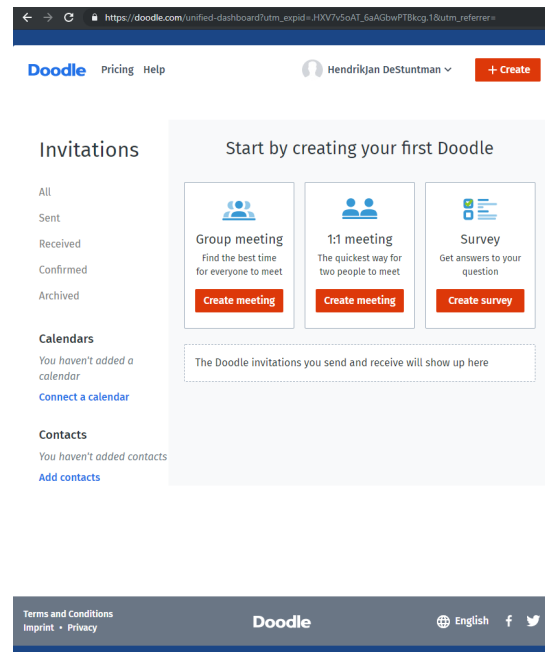 https://doodle.com/unified-dashboard?utm_expid=.HXV7v5oAT_6aAGbwPTBkcg.1&utm_referrer=
Doodle Pricing Help HendrikJan DeStuntman + Create
Invitations
All
Sent
Received
Confirmed
Archived
Calendars
You haven't added a
calendar
Connect a calendar
Contacts
You haven't added contacts
Add contacts
Start by creating your first Doodle
Group meeting
Find the best time
for everyone to meet
Create meeting
1:1 meeting
The quickest way for
two people to meet
Create meeting
Survey
Get answers to your
question
Create survey
The Doodle invitations you send and receive will show up here
Terms and Conditions
Imprint • Privacy
Doodle
English